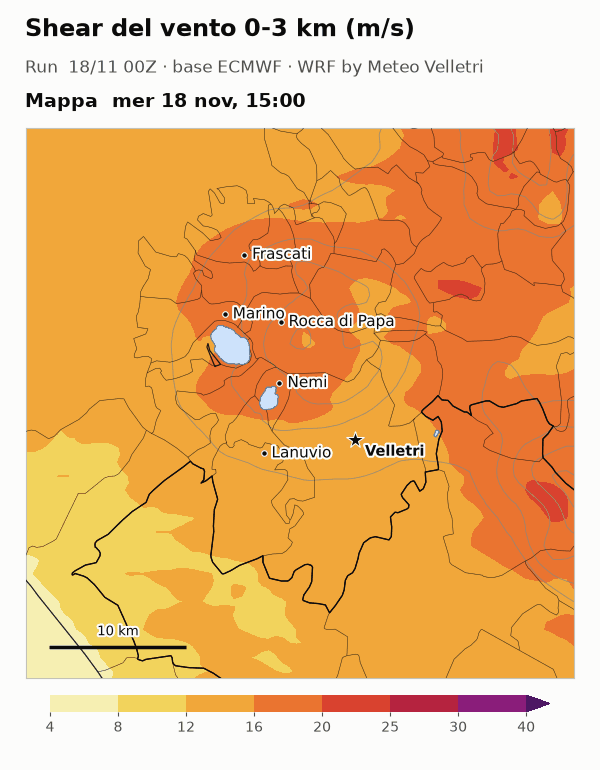 Shear del vento 0-3 km (m/s)
Run  18/11 00Z · base ECMWF · WRF by Meteo Velletri
Mappa  mer 18 nov, 15:00
Frascati
Marino
Rocca di Papa
Nemi
Velletri
Lanuvio
10 km
4 8 12 16 20 25 30 40